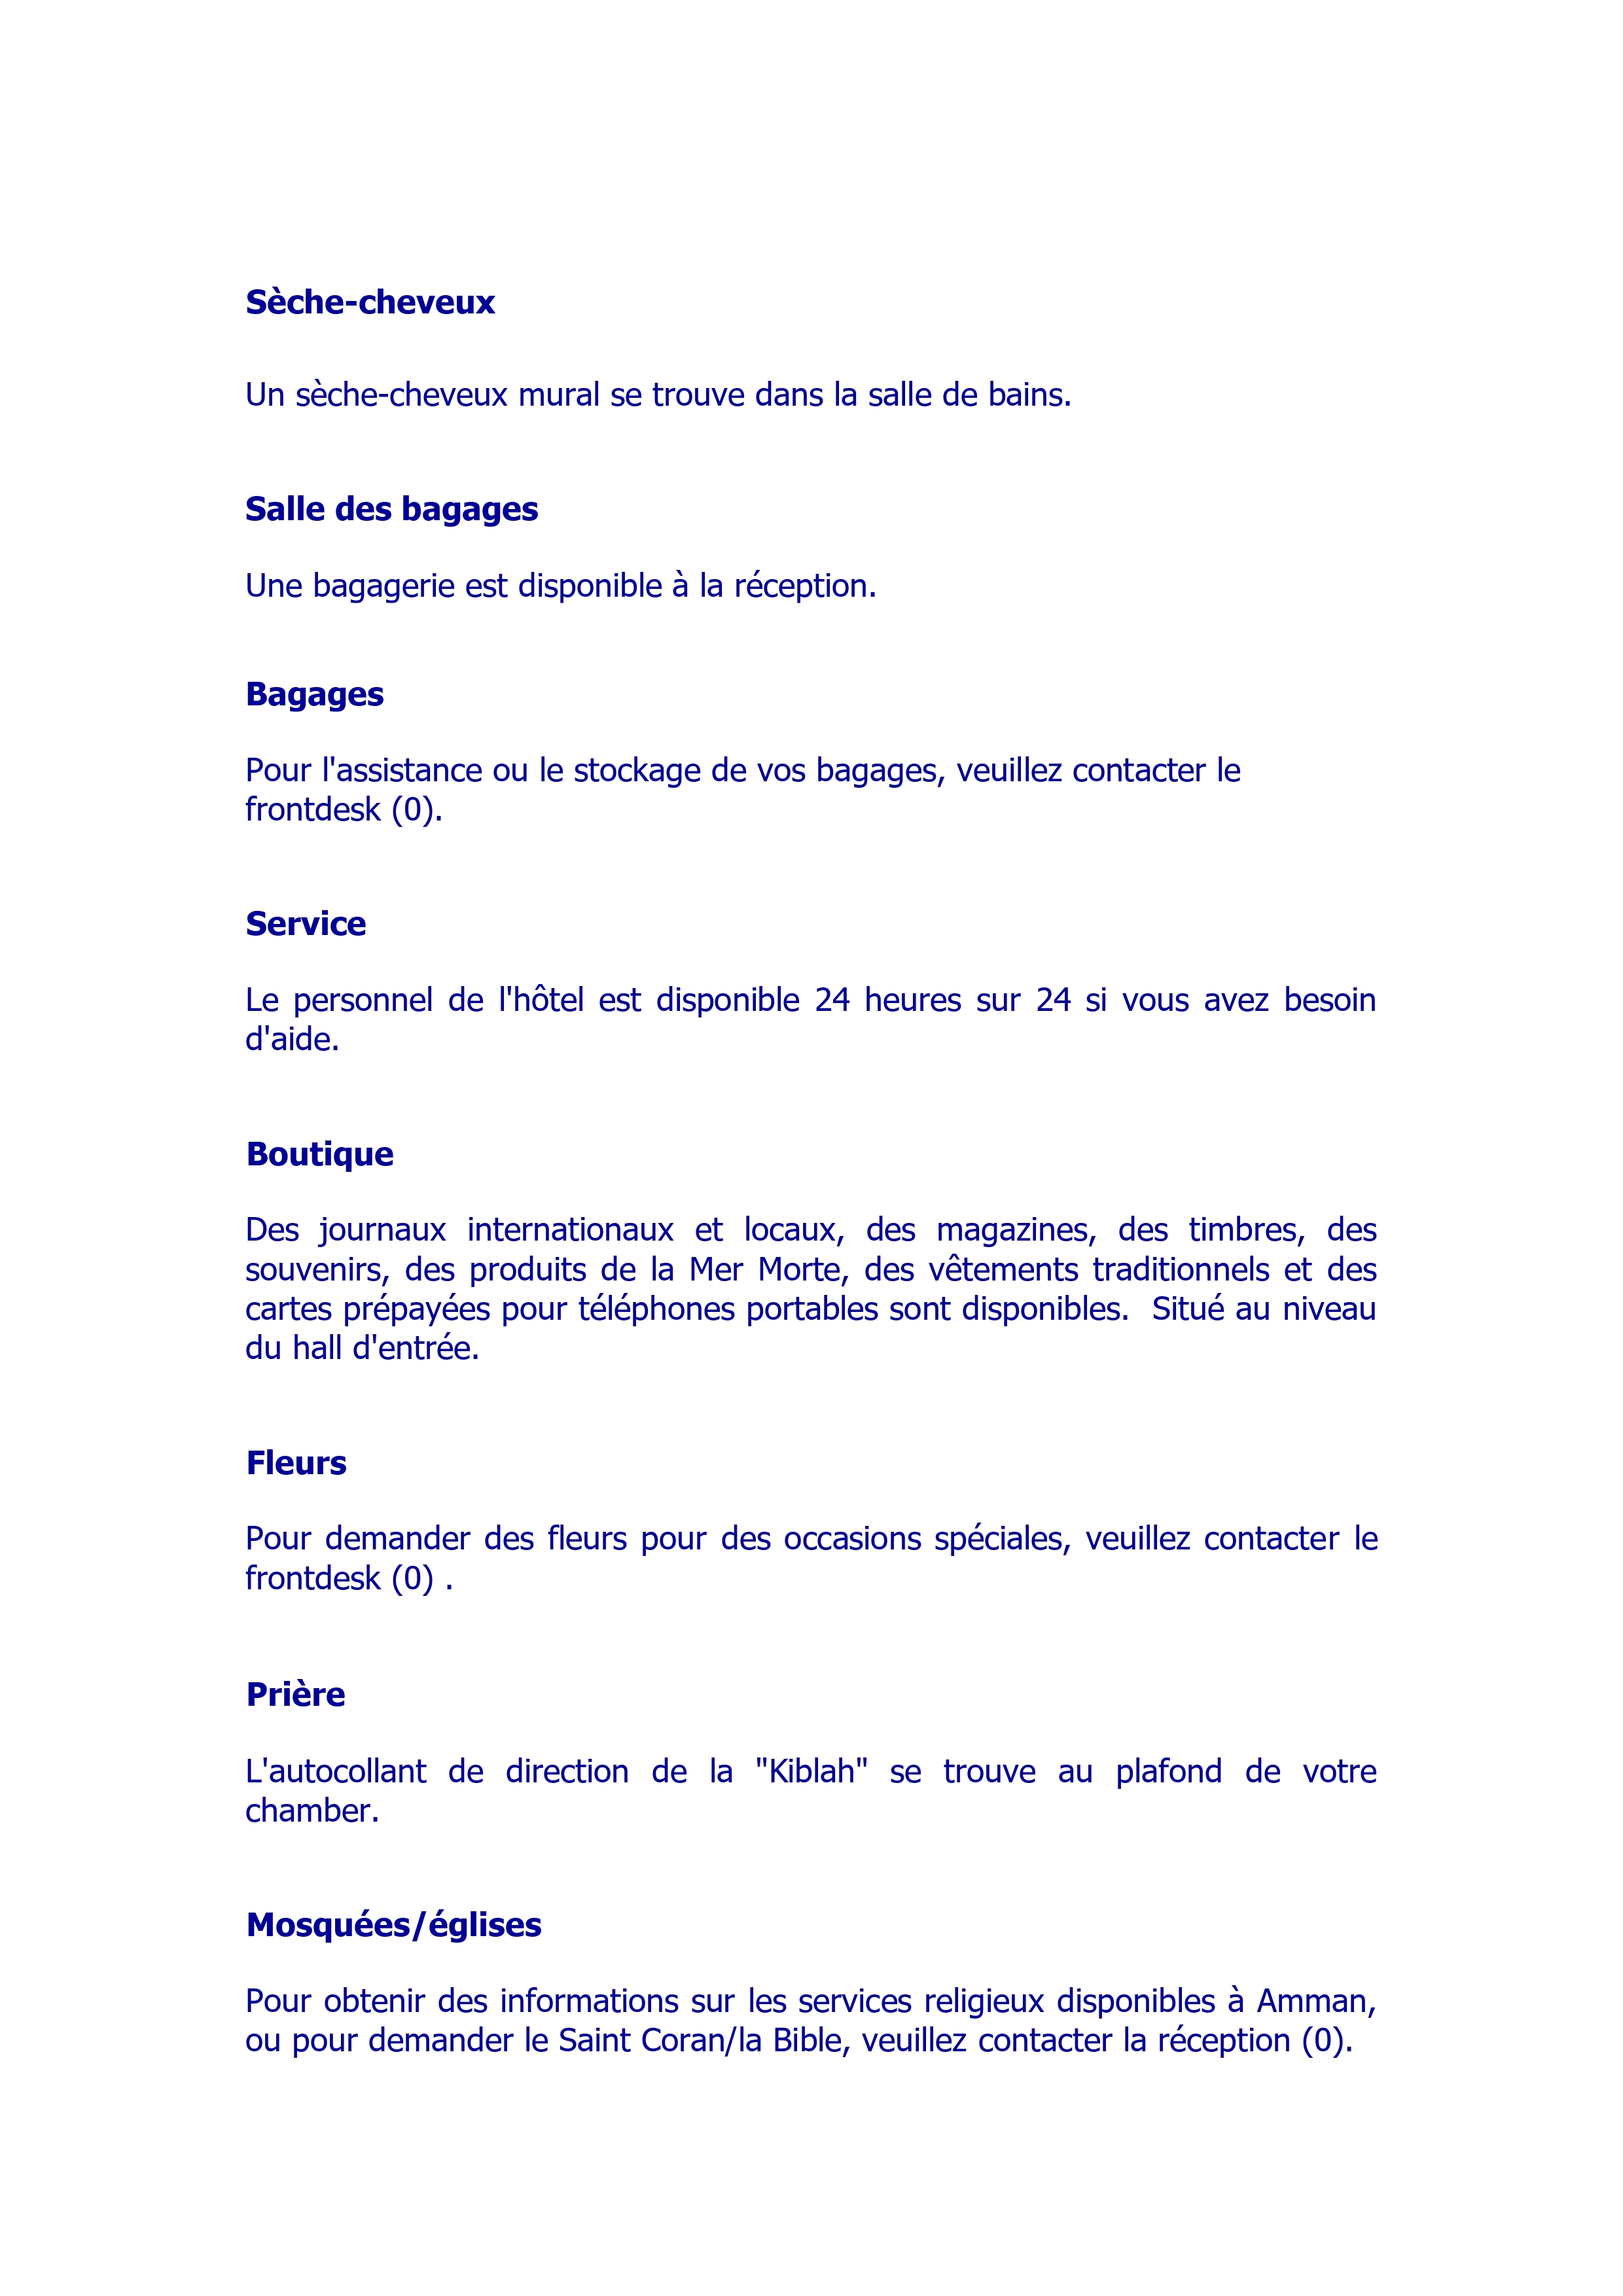 Sèche-cheveux
Un sèche-cheveux mural se trouve dans la salle de bains.
Salle des bagages
Une bagagerie est disponible à la réception.
Bagages
Pour l'assistance ou le stockage de vos bagages, veuillez contacter le
frontdesk (0).
Service
Le personnel de l'hôtel est disponible 24 heures sur 24 si vous avez besoin
d'aide.
Boutique
Des journaux internationaux et locaux, des magazines, des timbres, des
souvenirs, des produits de la Mer Morte, des vêtements traditionnels et des
cartes prépayées pour téléphones portables sont disponibles.  Situé au niveau
du hall d'entrée.
Fleurs
Pour demander des fleurs pour des occasions spéciales, veuillez contacter le
frontdesk (0) .
Prière
L'autocollant de direction de la "Kiblah" se trouve au plafond de votre
chamber.
Mosquées/églises
Pour obtenir des informations sur les services religieux disponibles à Amman,
ou pour demander le Saint Coran/la Bible, veuillez contacter la réception (0).